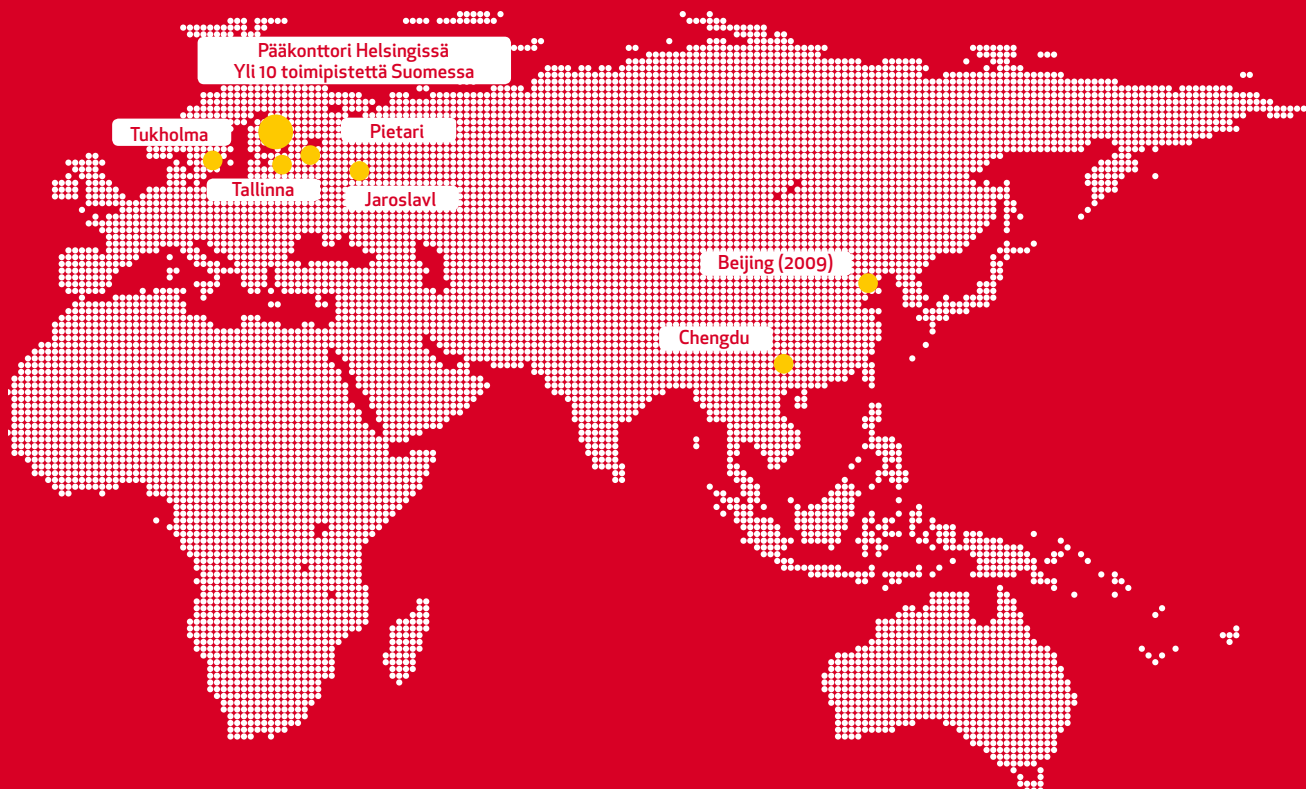 Pääkonttori Helsingissä
Yli 10 toimipistettä Suomessa
Tukholma
Pietari
Tallinna
Jaroslavl
Beijing (2009)
Chengdu